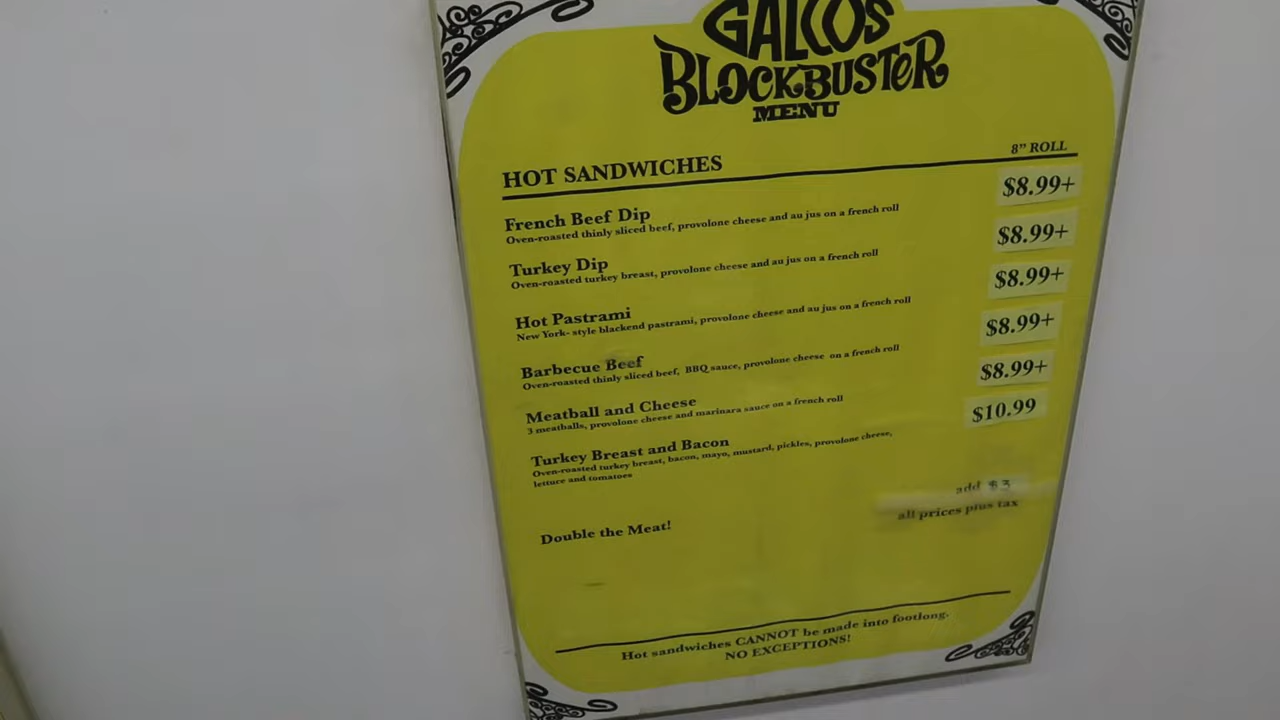 GALCOS
BLOCKBUSTER
MENU
HOT SANDWICHES 8" ROLL
French Beef Dip $8.99+
Oven-roasted thinly sliced beef, provolone cheese and au jus on a french roll
Turkey Dip $8.99+
Oven-roasted turkey breast, provolone cheese and au jus on a french roll
Hot Pastrami $8.99+
New York- style blackend pastrami, provolone cheese and au jus on a french roll
Barbecue Beef $8.99+
Oven-roasted thinly sliced beef, BBQ sauce, provolone cheese on a french roll
Meatball and Cheese $8.99+
3 meatballs, provolone cheese and marinara sauce on a french roll
Turkey Breast and Bacon $10.99
Oven-roasted turkey breast, bacon, mayo, mustard, pickles, provolone cheese,
lettuce and tomatoes
Double the Meat! add $3
all prices plus tax
Hot sandwiches CANNOT be made into footlong.
NO EXCEPTIONS!